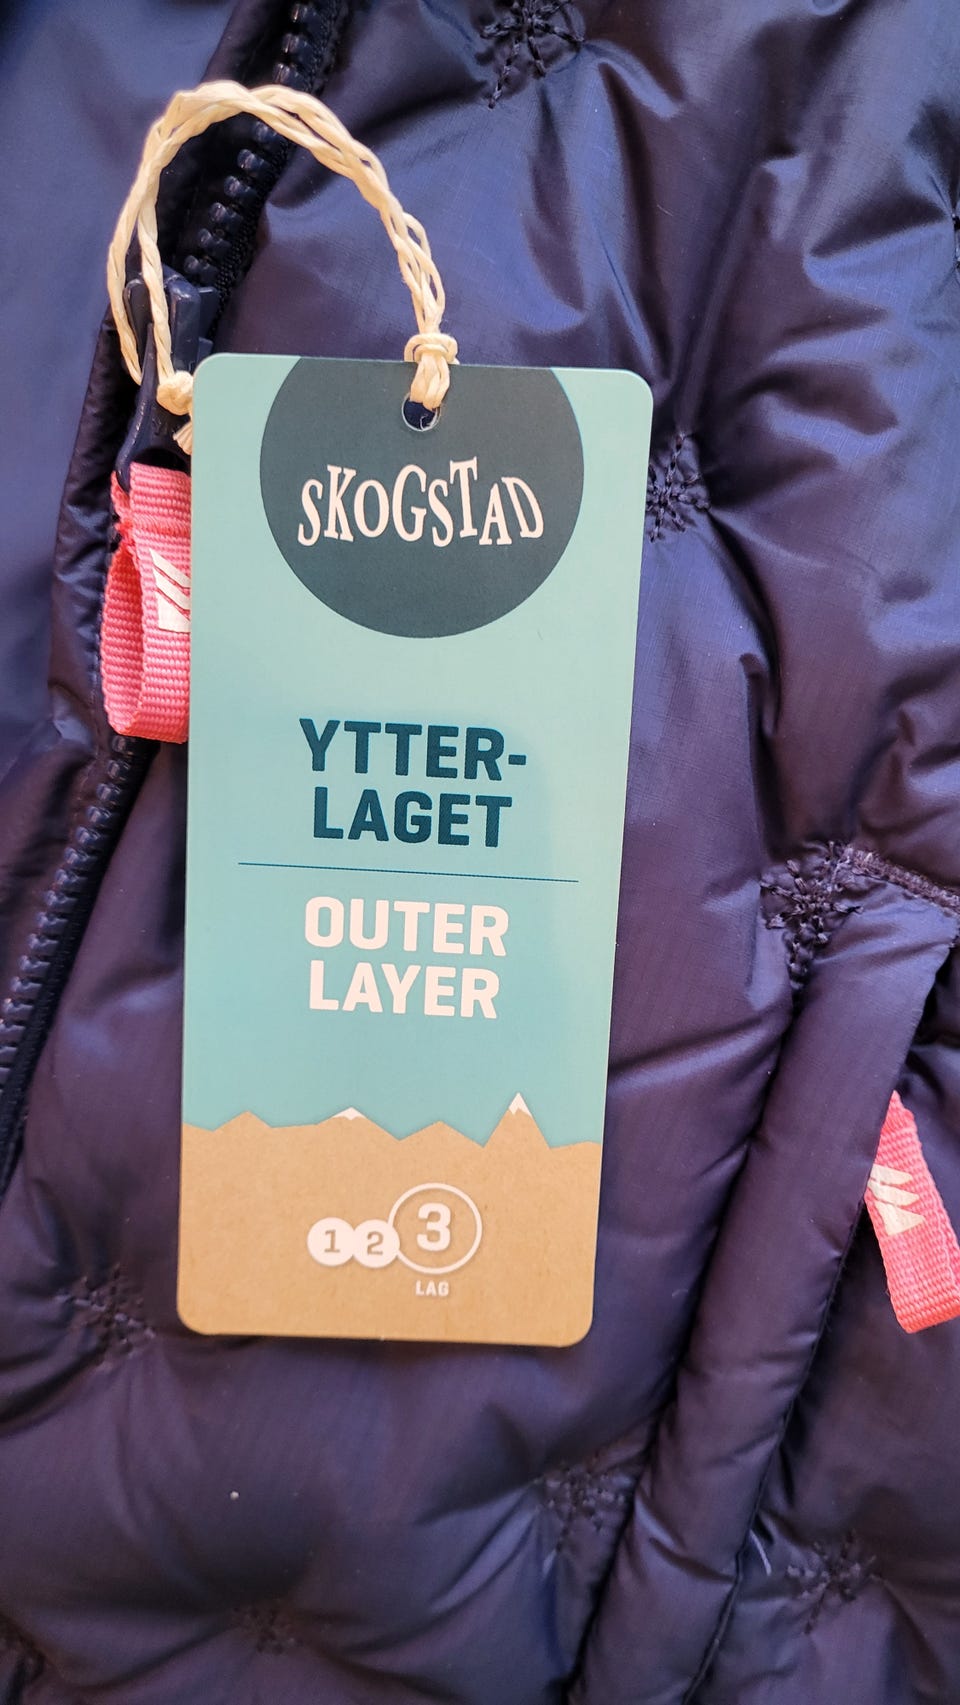 SKOGSTAD
YTTER-
LAGET
OUTER
LAYER
1 2 3
LAG